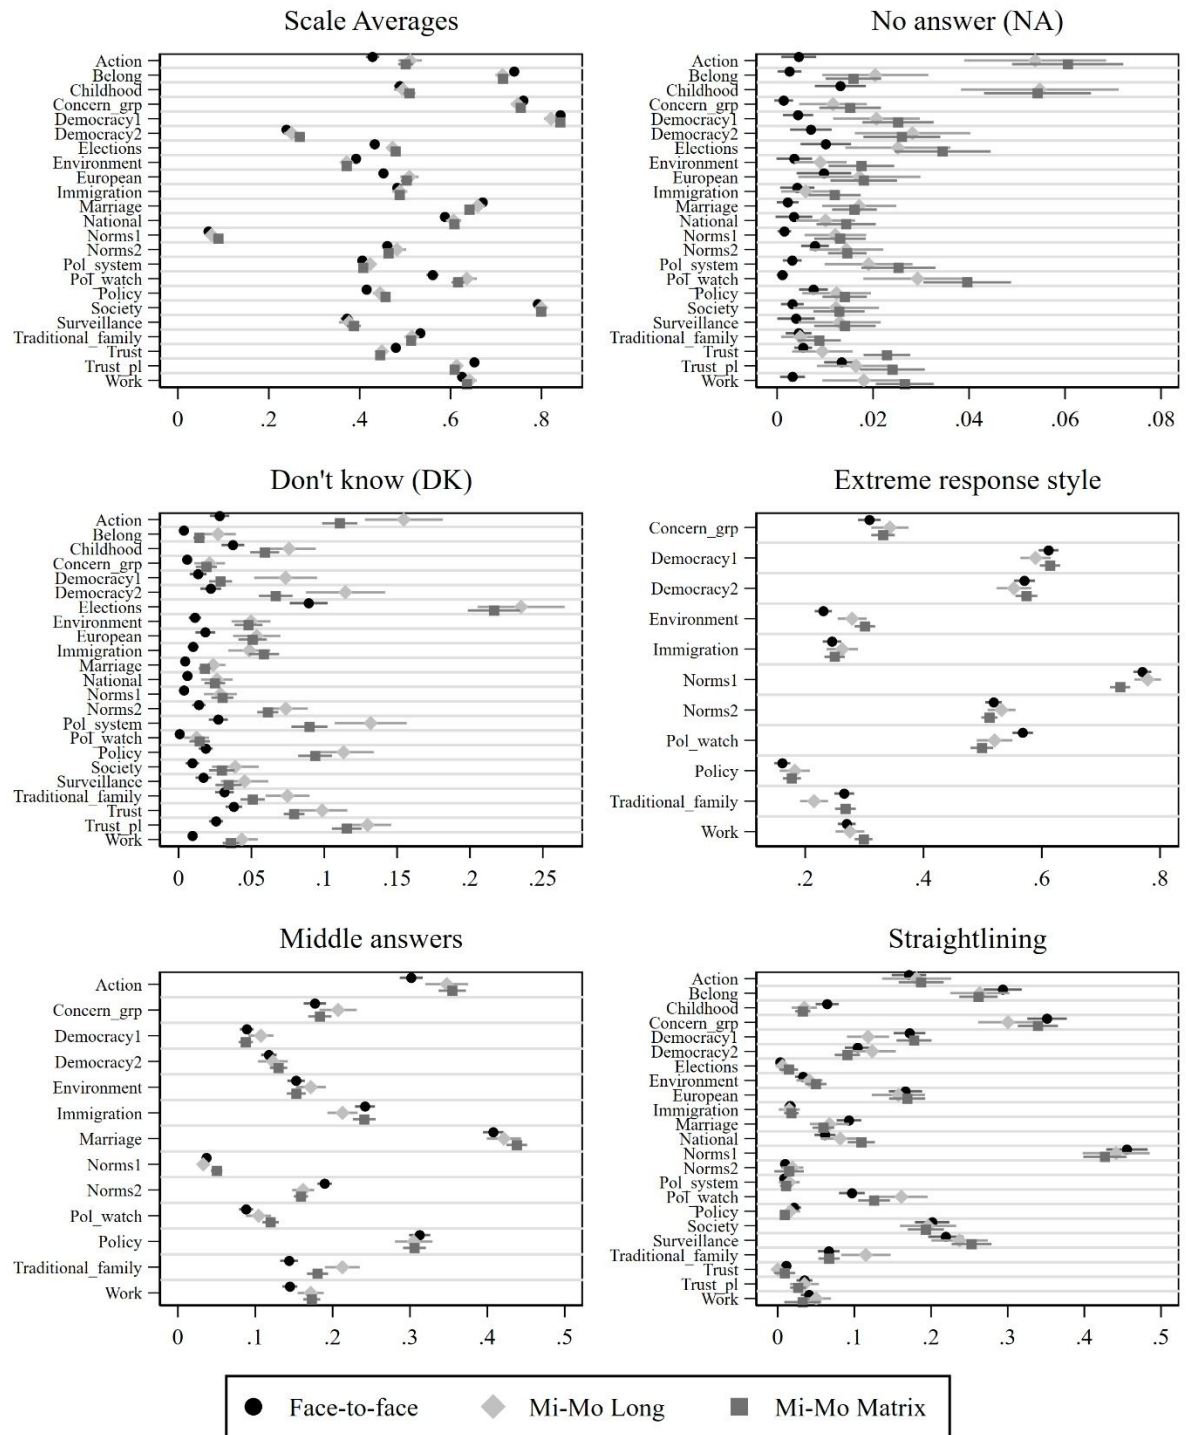 Scale Averages
Action
Belong
Childhood
Concern_grp
Democracy1
Democracy2
Elections
Environment
European
Immigration
Marriage
National
Norms1
Norms2
Pol_system
Pol_watch
Policy
Society
Surveillance
Traditional_family
Trust
Trust_pl
Work
0 .2 .4 .6 .8
No answer (NA)
Action
Belong
Childhood
Concern_grp
Democracy1
Democracy2
Elections
Environment
European
Immigration
Marriage
National
Norms1
Norms2
Pol_system
Pol_watch
Policy
Society
Surveillance
Traditional_family
Trust
Trust_pl
Work
0 .02 .04 .06 .08
Don't know (DK)
Action
Belong
Childhood
Concern_grp
Democracy1
Democracy2
Elections
Environment
European
Immigration
Marriage
National
Norms1
Norms2
Pol_system
Pol_watch
Policy
Society
Surveillance
Traditional_family
Trust
Trust_pl
Work
0 .05 .1 .15 .2 .25
Extreme response style
Concern_grp
Democracy1
Democracy2
Environment
Immigration
Norms1
Norms2
Pol_watch
Policy
Traditional_family
Work
.2 .4 .6 .8
Middle answers
Action
Concern_grp
Democracy1
Democracy2
Environment
Immigration
Marriage
Norms1
Norms2
Pol_watch
Policy
Traditional_family
Work
0 .1 .2 .3 .4 .5
Straightlining
Action
Belong
Childhood
Concern_grp
Democracy1
Democracy2
Elections
Environment
European
Immigration
Marriage
National
Norms1
Norms2
Pol_system
Pol_watch
Policy
Society
Surveillance
Traditional_family
Trust
Trust_pl
Work
0 .1 .2 .3 .4 .5
Face-to-face Mi-Mo Long Mi-Mo Matrix